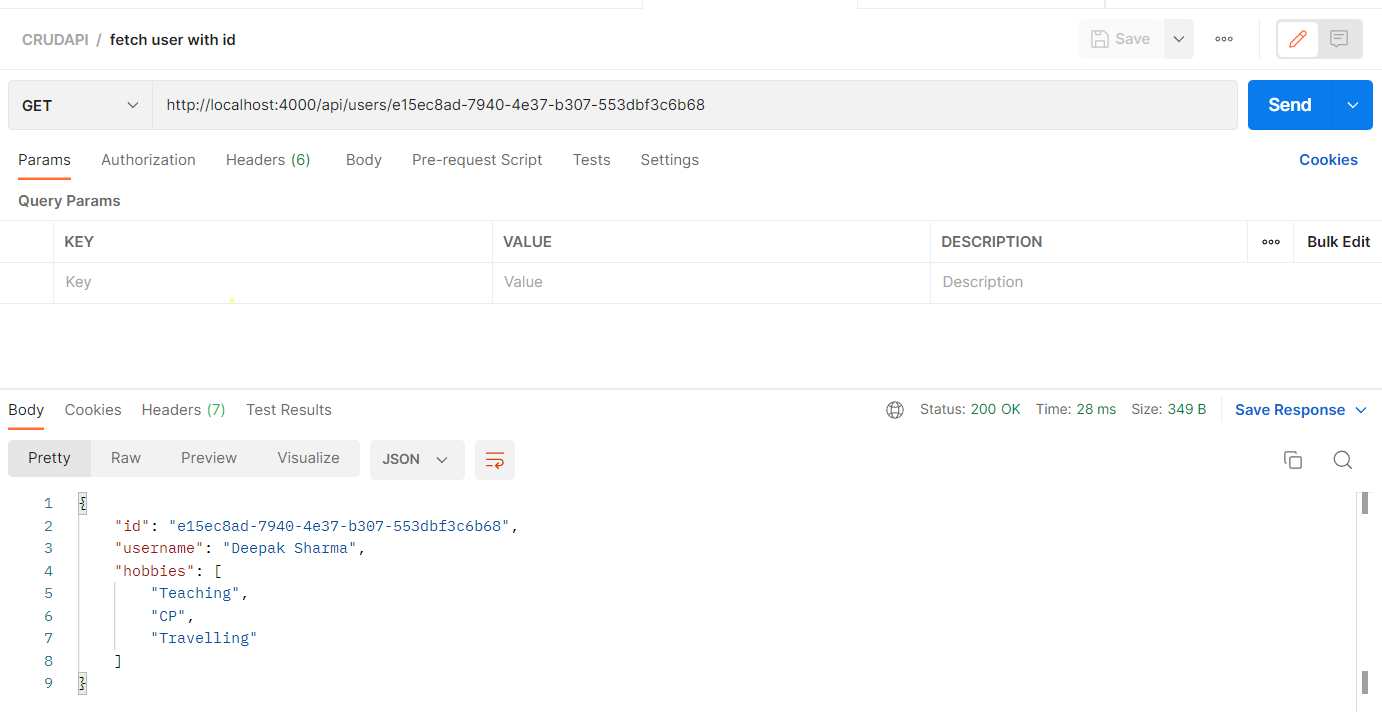 CRUDAPI / fetch user with id
Save
GET http://localhost:4000/api/users/e15ec8ad-7940-4e37-b307-553dbf3c6b68 Send
Params Authorization Headers (6) Body Pre-request Script Tests Settings Cookies
Query Params
KEY VALUE DESCRIPTION Bulk Edit
Key Value Description
Body Cookies Headers (7) Test Results Status: 200 OK Time: 28 ms Size: 349 B Save Response
Pretty Raw Preview Visualize JSON
1 {
2 "id": "e15ec8ad-7940-4e37-b307-553dbf3c6b68",
3 "username": "Deepak Sharma",
4 "hobbies": [
5 "Teaching",
6 "CP",
7 "Travelling"
8 ]
9 }